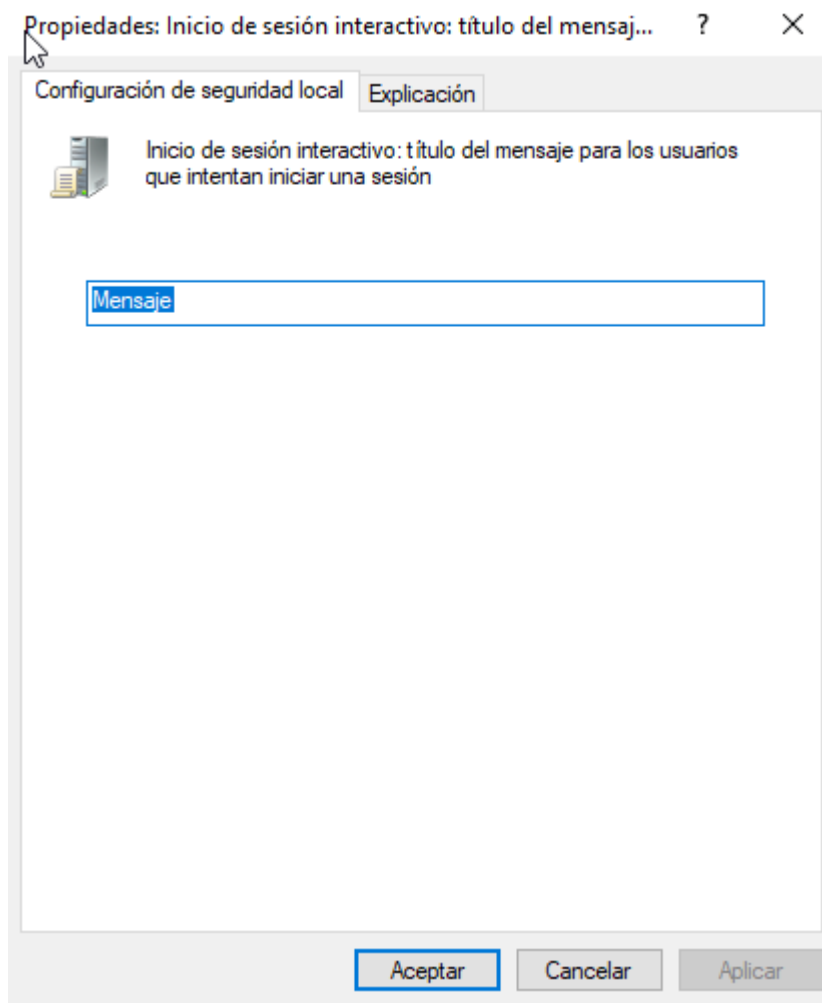 Propiedades: Inicio de sesión interactivo: título del mensaj... ?
Configuración de seguridad local Explicación
Inicio de sesión interactivo: título del mensaje para los usuarios
que intentan iniciar una sesión
Mensaje
Aceptar Cancelar Aplicar